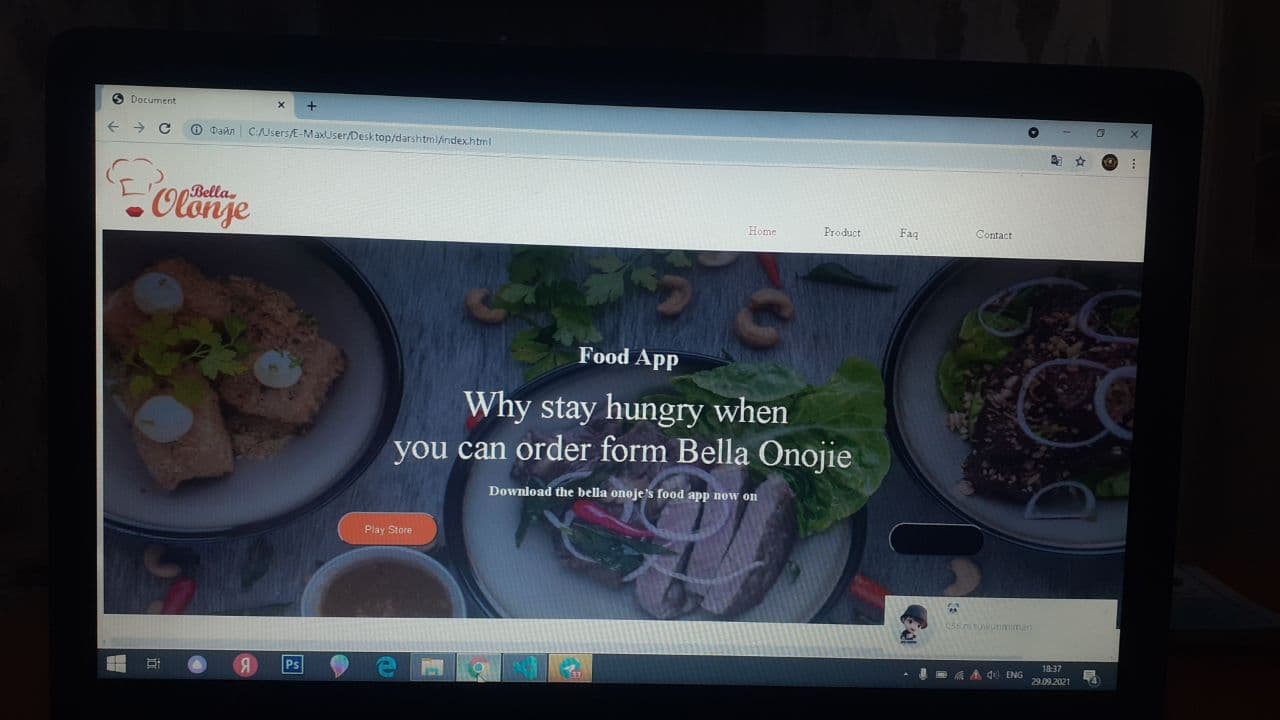 Document
Файл C:/Users/E-MaxUser/Desktop/darshtml/index.html
Bella
Olonje
Home Product Faq Contact
Food App
Why stay hungry when
you can order form Bella Onojie
Download the bella onoje's food app now on
Play Store
Я Ps
ENG 18:37
29.09.2021
4